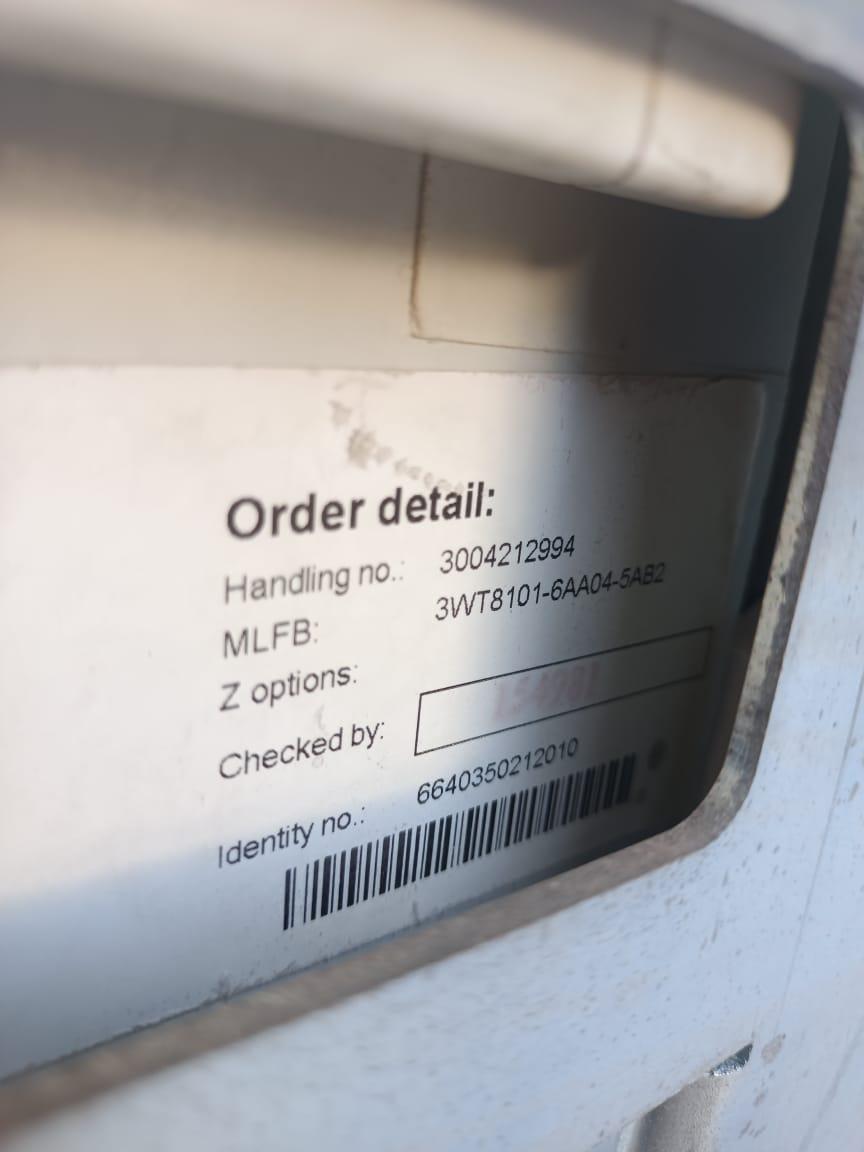 Order detail:
Handling no.: 3004212994
MLFB: 3WT8101-6AA04-5AB2
Z options:
Checked by:
Identity no.: 6640350212010